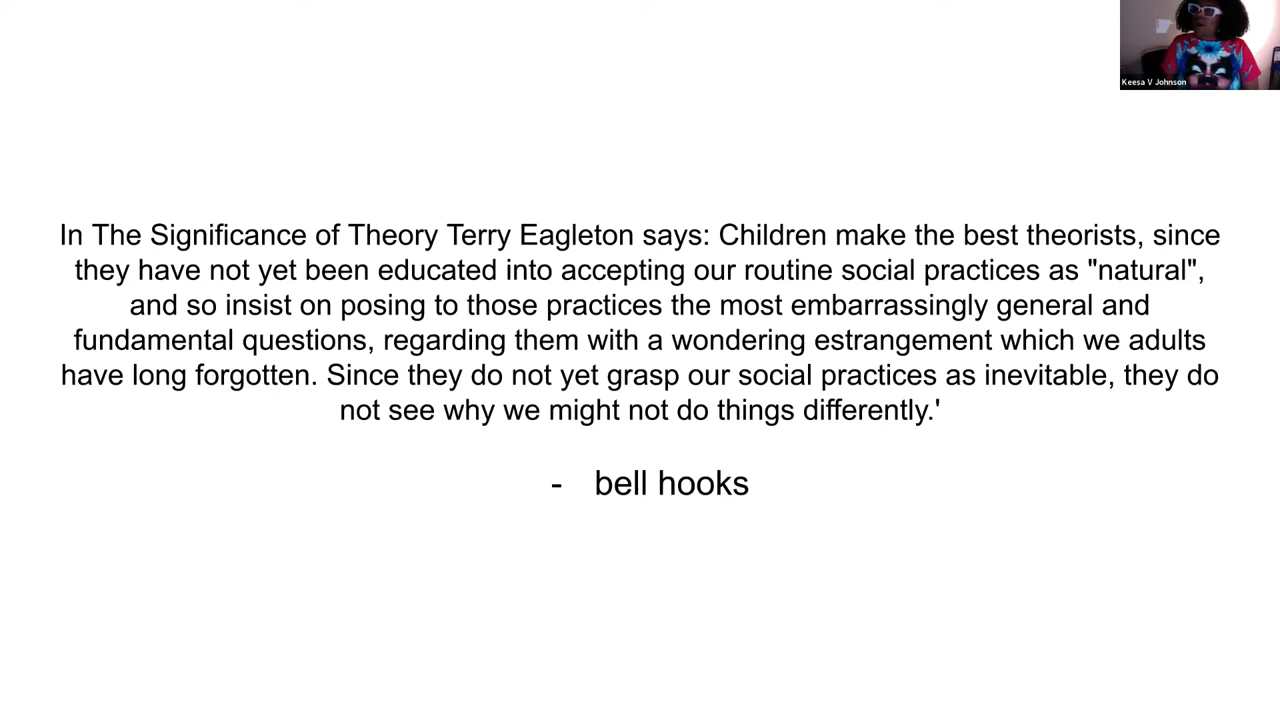 Keesa V Johnson
In The Significance of Theory Terry Eagleton says: Children make the best theorists, since
they have not yet been educated into accepting our routine social practices as "natural",
and so insist on posing to those practices the most embarrassingly general and
fundamental questions, regarding them with a wondering estrangement which we adults
have long forgotten. Since they do not yet grasp our social practices as inevitable, they do
not see why we might not do things differently.'
- bell hooks